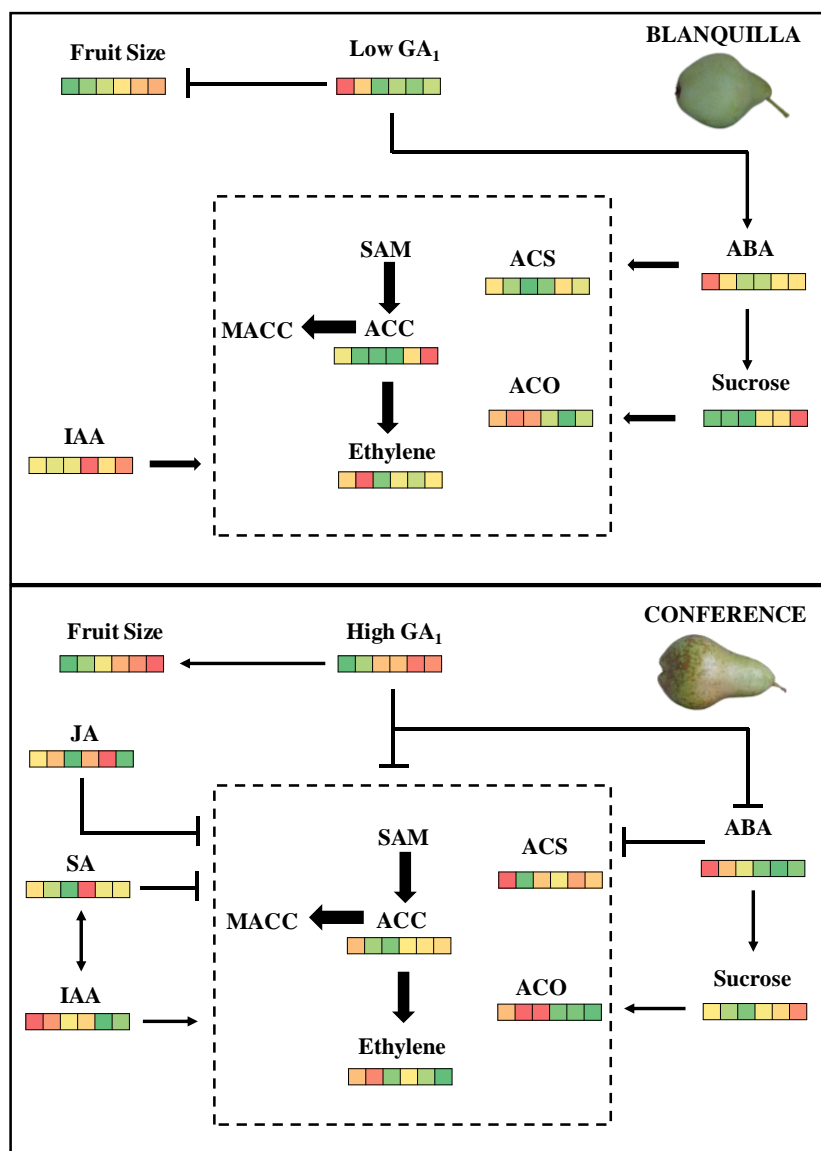 Fruit Size
Low GA₁
BLANQUILLA
SAM
ACS
ABA
MACC
ACC
ACO
Sucrose
IAA
Ethylene
Fruit Size
High GA₁
CONFERENCE
JA
SAM
ACS
ABA
SA
MACC
ACC
IAA
ACO
Sucrose
Ethylene